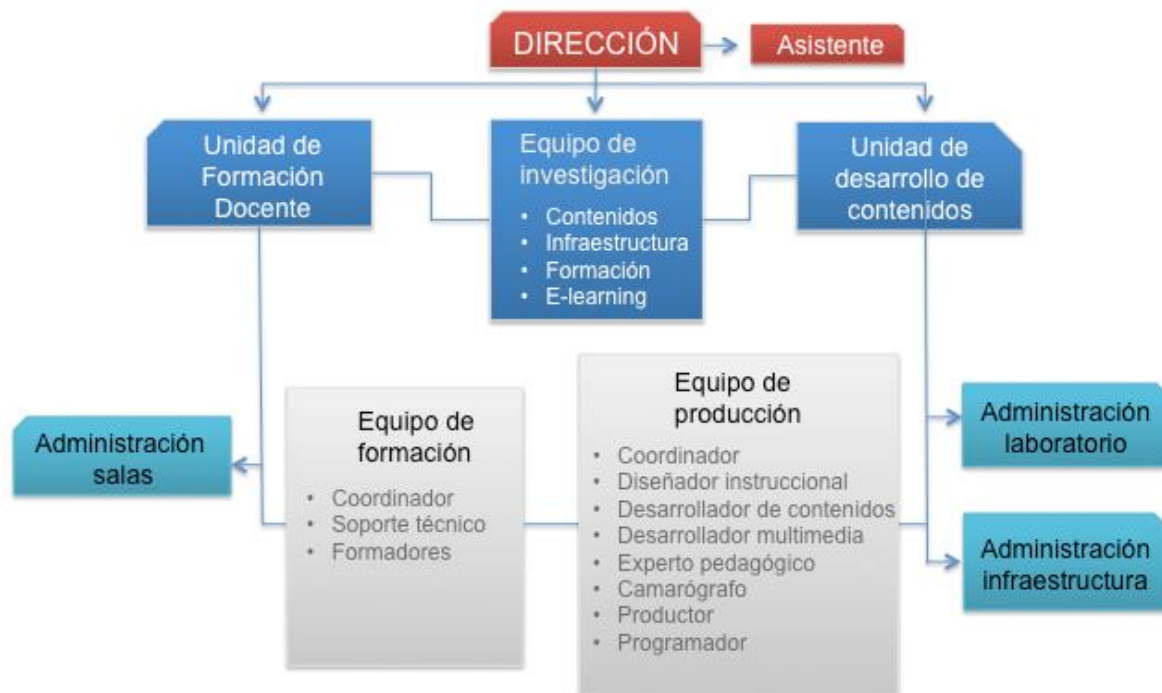 DIRECCIÓN
Asistente
Unidad de
Formación
Docente
Equipo de
investigación
• Contenidos
• Infraestructura
• Formación
• E-learning
Unidad de
desarrollo de
contenidos
Administración
salas
Equipo de
formación
• Coordinador
• Soporte técnico
• Formadores
Equipo de
producción
• Coordinador
• Diseñador instruccional
• Desarrollador de contenidos
• Desarrollador multimedia
• Experto pedagógico
• Camarógrafo
• Productor
• Programador
Administración
laboratorio
Administración
infraestructura